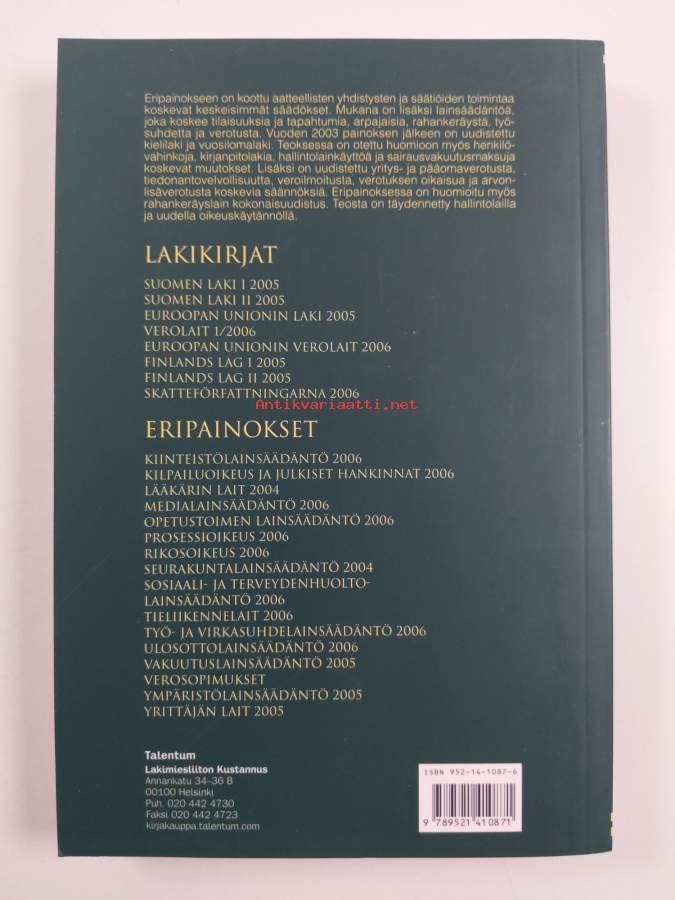 Eripainokseen on koottu aatteellisten yhdistysten ja säätiöiden toimintaa
koskevat keskeisimmät säädökset. Mukana on lisäksi lainsäädäntöä,
joka koskee tilaisuuksia ja tapahtumia, arpajaisia, rahankeräystä, työ-
suhdetta ja verotusta. Vuoden 2003 painoksen jälkeen on uudistettu
kielilaki ja vuosilomalaki. Teoksessa on otettu huomioon myös henkilö-
vahinkoja, kirjanpitolakia, hallintolainkäyttöä ja sairausvakuutusmaksuja
koskevat muutokset. Lisäksi on uudistettu yritys- ja pääomaverotusta,
tiedonantovelvollisuutta, veroilmoitusta, verotuksen oikaisua ja arvon-
lisäverotusta koskevia säännöksiä. Eripainoksessa on huomioitu myös
rahankeräyslain kokonaisuudistus. Teosta on täydennetty hallintolailla
ja uudella oikeuskäytännöllä.
LAKIKIRJAT
SUOMEN LAKI I 2005
SUOMEN LAKI II 2005
EUROOPAN UNIONIN LAKI 2005
VEROLAIT 1/2006
EUROOPAN UNIONIN VEROLAIT 2006
FINLANDS LAG I 2005
FINLANDS LAG II 2005
SKATTEFÖRFATTNINGARNA 2006
Antikvariaatti.net
ERIPAINOKSET
KIINTEISTÖLAINSÄÄDÄNTÖ 2006
KILPAILUOIKEUS JA JULKISET HANKINNAT 2006
LÄÄKÄRIN LAIT 2004
MEDIALAINSÄÄDÄNTÖ 2006
OPETUSTOIMEN LAINSÄÄDÄNTÖ 2006
PROSESSIOIKEUS 2006
RIKOSOIKEUS 2006
SEURAKUNTALAINSÄÄDÄNTÖ 2004
SOSIAALI- JA TERVEYDENHUOLTO-
LAINSÄÄDÄNTÖ 2006
TIELIIKENNELAIT 2006
TYÖ- JA VIRKASUHDELAINSÄÄDÄNTÖ 2006
ULOSOTTOLAINSÄÄDÄNTÖ 2006
VAKUUTUSLAINSÄÄDÄNTÖ 2005
VEROSOPIMUKSET
YMPÄRISTÖLAINSÄÄDÄNTÖ 2005
YRITTÄJÄN LAIT 2005
Talentum
Lakimiesliiton Kustannus
Annankatu 34–36 B
00100 Helsinki
Puh. 020 442 4730
Faksi 020 442 4723
kirjakauppa.talentum.com
ISBN 952-14-1087-6
9 789521 410871